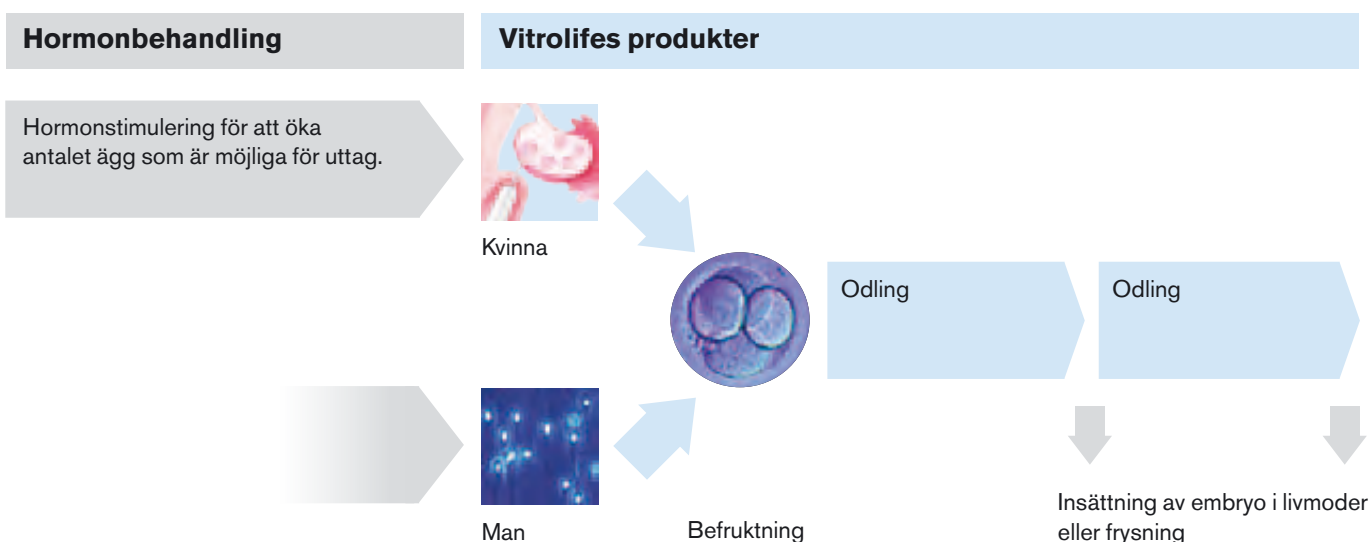 Hormonbehandling
Vitrolifes produkter
Hormonstimulering för att öka
antalet ägg som är möjliga för uttag.
Kvinna
Odling
Odling
Man
Befruktning
Insättning av embryo i livmoder
eller frysning